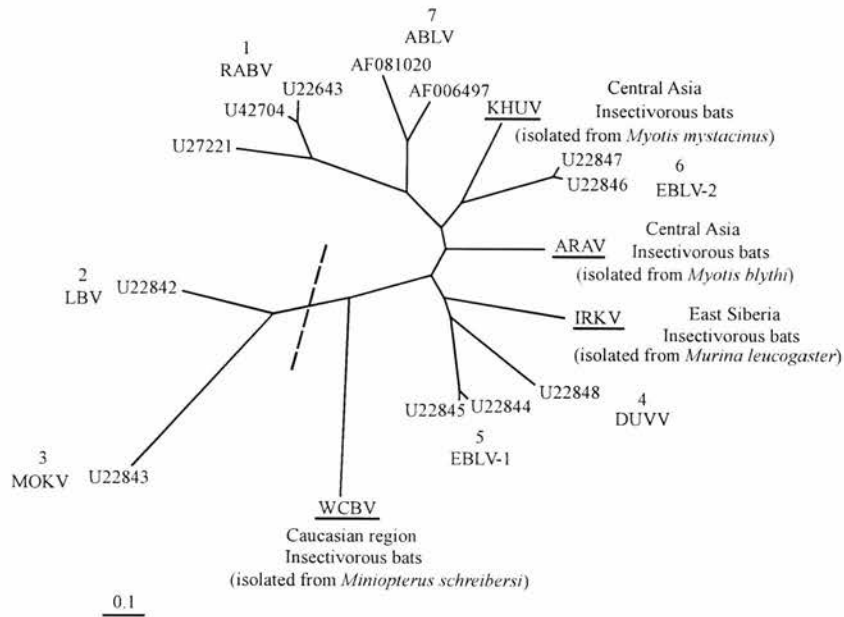 7
ABLV
AF081020
AF006497
1
RABV
U22643
U42704
U27221
KHUV
Central Asia
Insectivorous bats
(isolated from Myotis mystacinus)
U22847
U22846
6
EBLV-2
ARAV
Central Asia
Insectivorous bats
(isolated from Myotis blythi)
2
LBV
U22842
IRKV
East Siberia
Insectivorous bats
(isolated from Murina leucogaster)
U22848
4
DUVV
U22845
U22844
5
EBLV-1
3
MOKV
U22843
WCBV
Caucasian region
Insectivorous bats
(isolated from Miniopterus schreibersi)
0.1